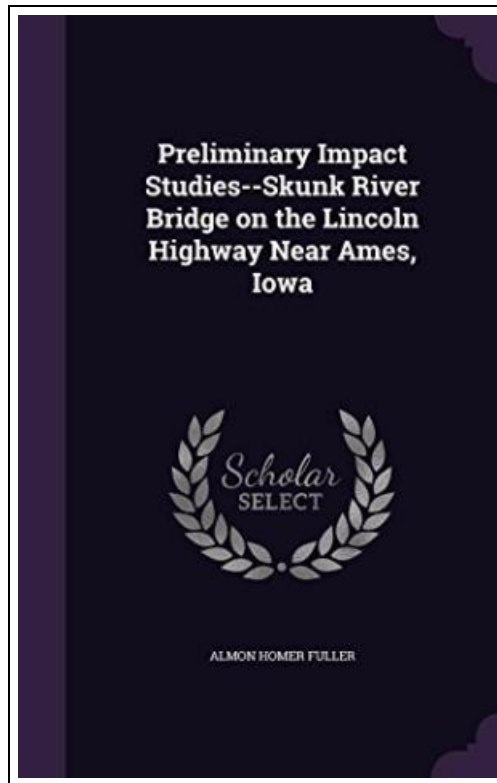 Preliminary Impact
Studies--Skunk River
Bridge on the Lincoln
Highway Near Ames,
Iowa
Scholar
SELECT
ALMON HOMER FULLER